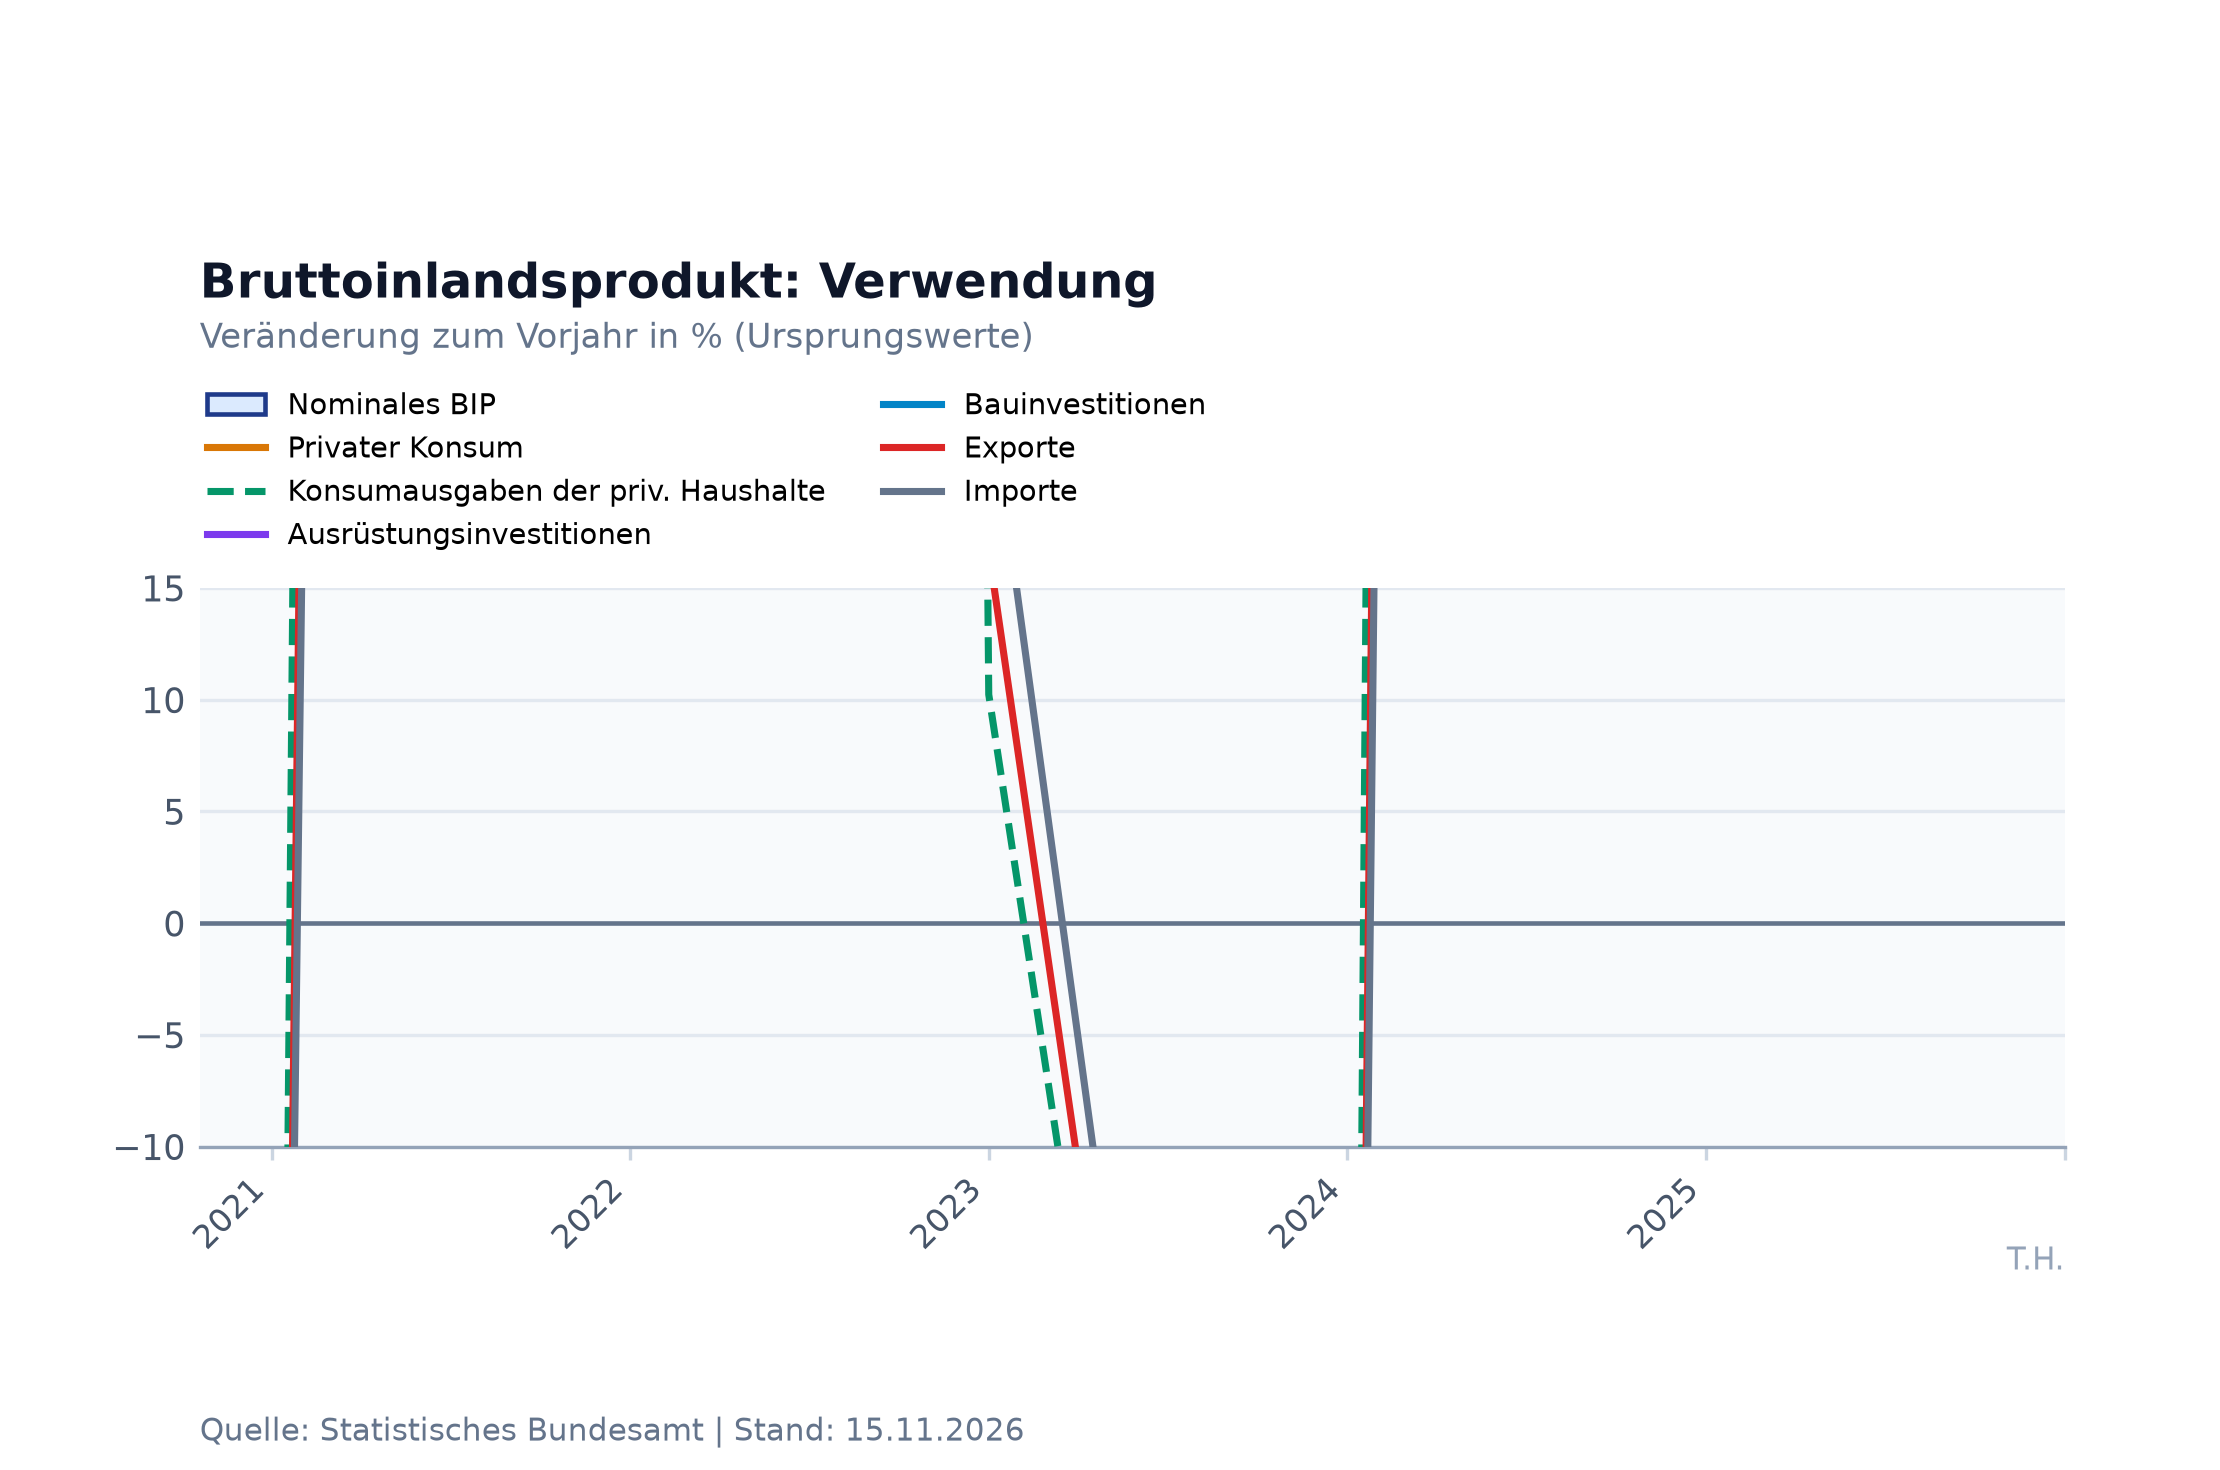 Bruttoinlandsprodukt: Verwendung
Veränderung zum Vorjahr in % (Ursprungswerte)
Nominales BIP
Privater Konsum
Konsumausgaben der priv. Haushalte
Ausrüstungsinvestitionen
Bauinvestitionen
Exporte
Importe
15
10
5
0
−5
−10
2021 2022 2023 2024 2025
T.H.
Quelle: Statistisches Bundesamt | Stand: 15.11.2026